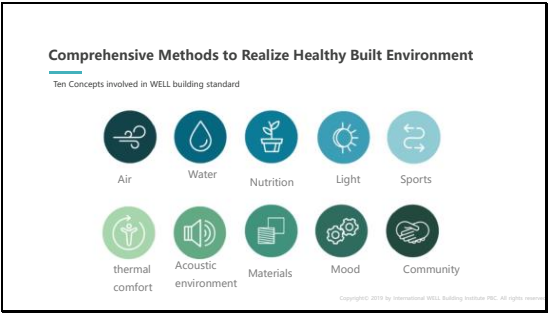 Comprehensive Methods to Realize Healthy Built Environment
Ten Concepts involved in WELL building standard
Air
Water
Nutrition
Light
Sports
thermal
comfort
Acoustic
environment
Materials
Mood
Community
Copyright© 2019 by International WELL Building Institute PBC. All rights reserved